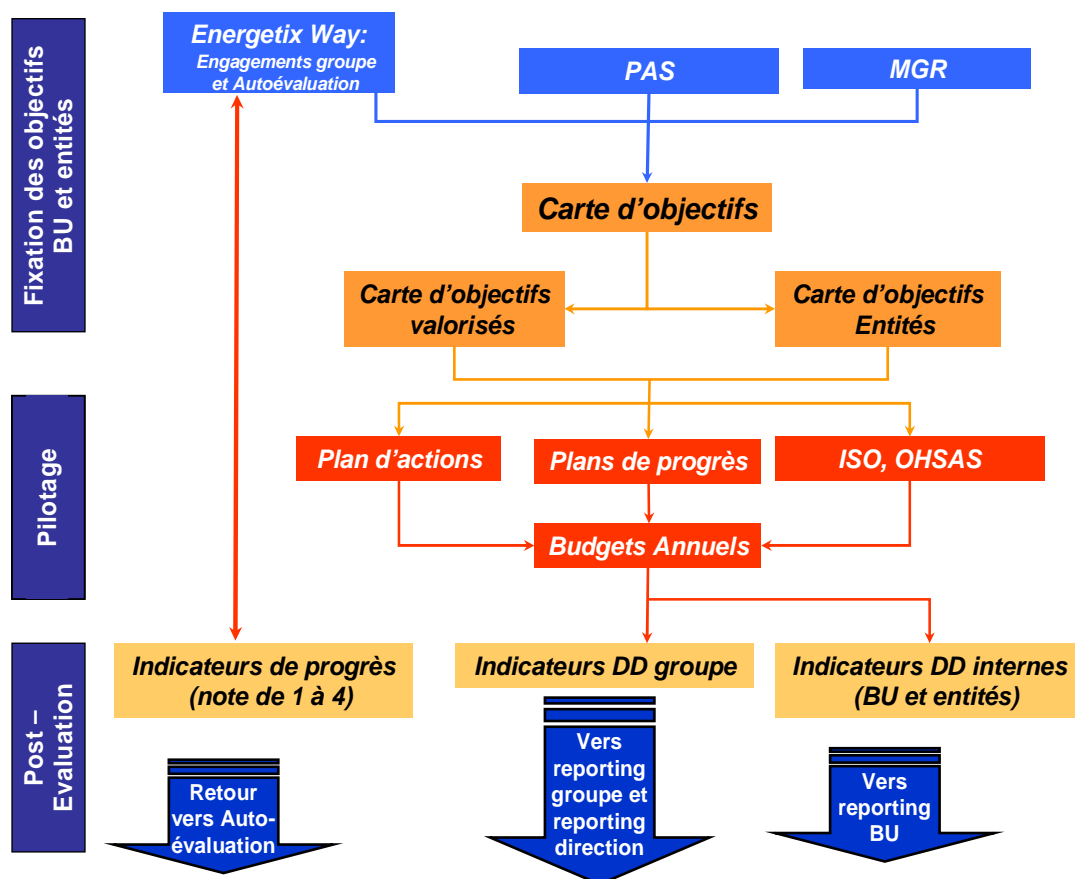 Fixation des objectifs
BU et entités
Energetix Way:
Engagements groupe
et Autoévaluation
PAS
MGR
Carte d’objectifs
Carte d’objectifs
valorisés
Carte d’objectifs
Entités
Pilotage
Plan d’actions
Plans de progrès
ISO, OHSAS
Budgets Annuels
Post –
Evaluation
Indicateurs de progrès
(note de 1 à 4)
Indicateurs DD groupe
Indicateurs DD internes
(BU et entités)
Retour
vers Auto-
évaluation
Vers
reporting
groupe et
reporting
direction
Vers
reporting
BU